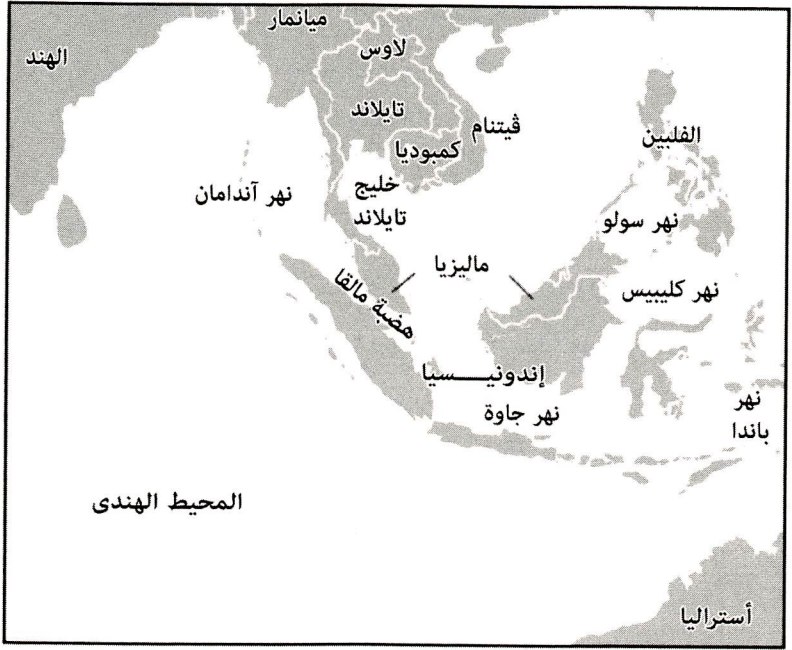 ميانمار
الهند
لاوس
تايلاند
ڤيتنام
كمبوديا
الفلبين
خليج
تايلاند
نهر آندامان
نهر سولو
ماليزيا
هضبة مالقا
نهر كليبيس
إندونيــــسيا
نهر جاوة
نهر
باندا
المحيط الهندى
أستراليا